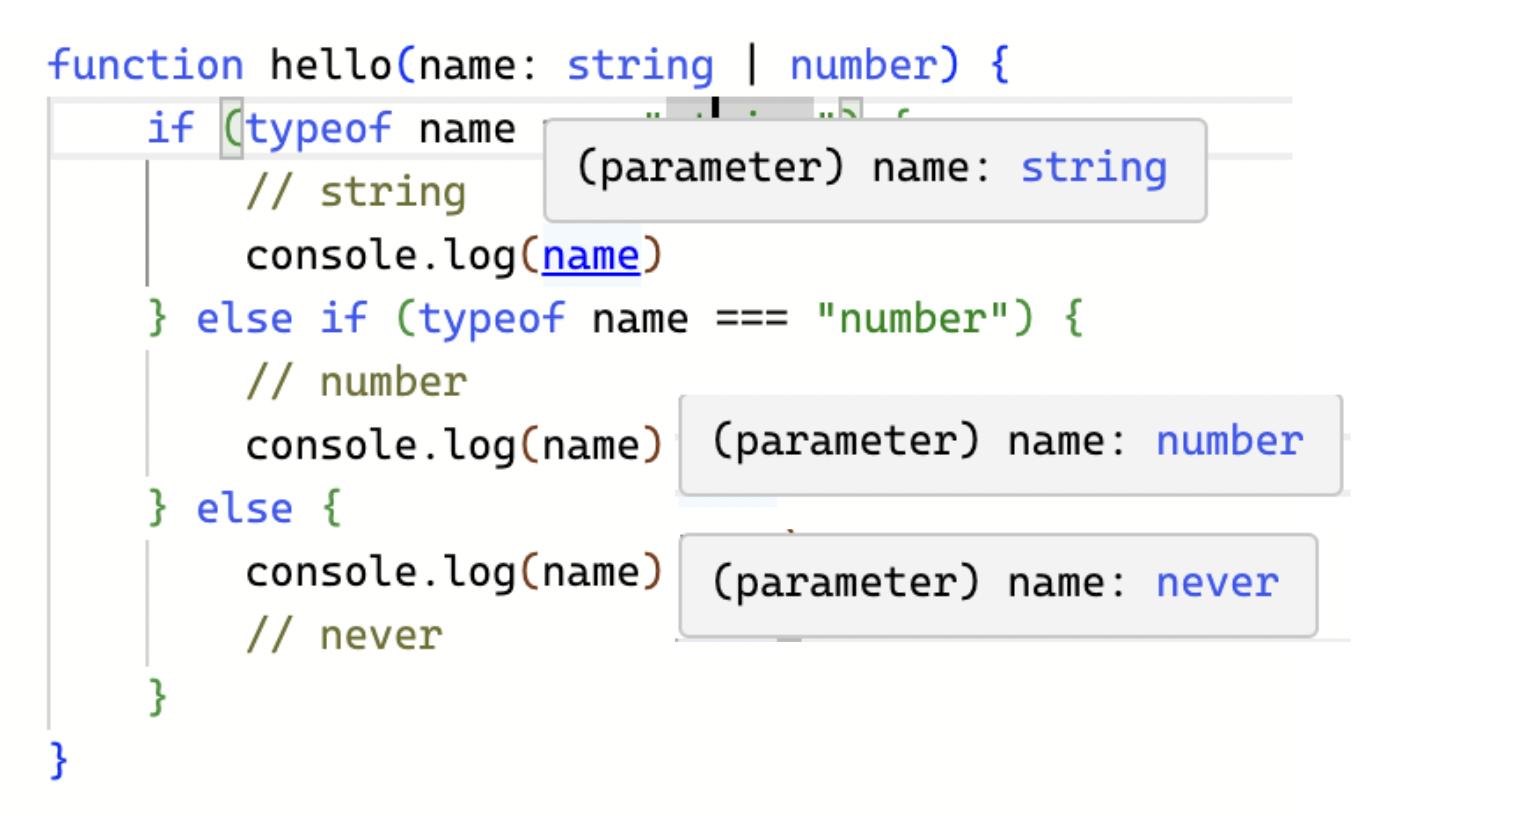 function hello(name: string | number) {
if (typeof name
(parameter) name: string
// string
console.log(name)
} else if (typeof name === "number") {
// number
console.log(name)
(parameter) name: number
} else {
console.log(name)
(parameter) name: never
// never
}
}